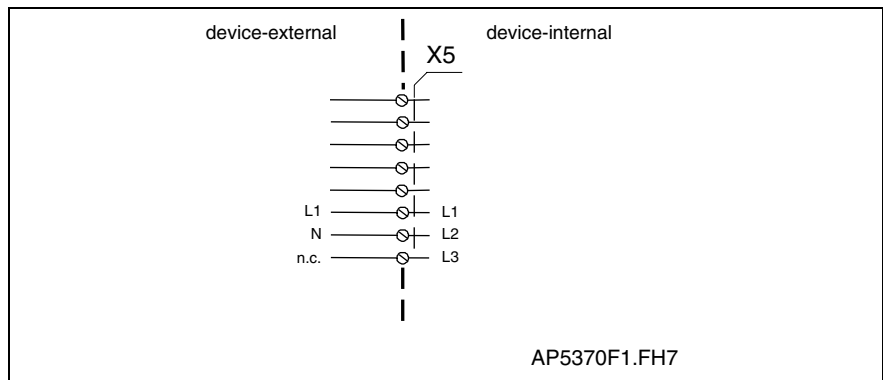 device-external device-internal
X5
L1 L1
N L2
n.c. L3
AP5370F1.FH7